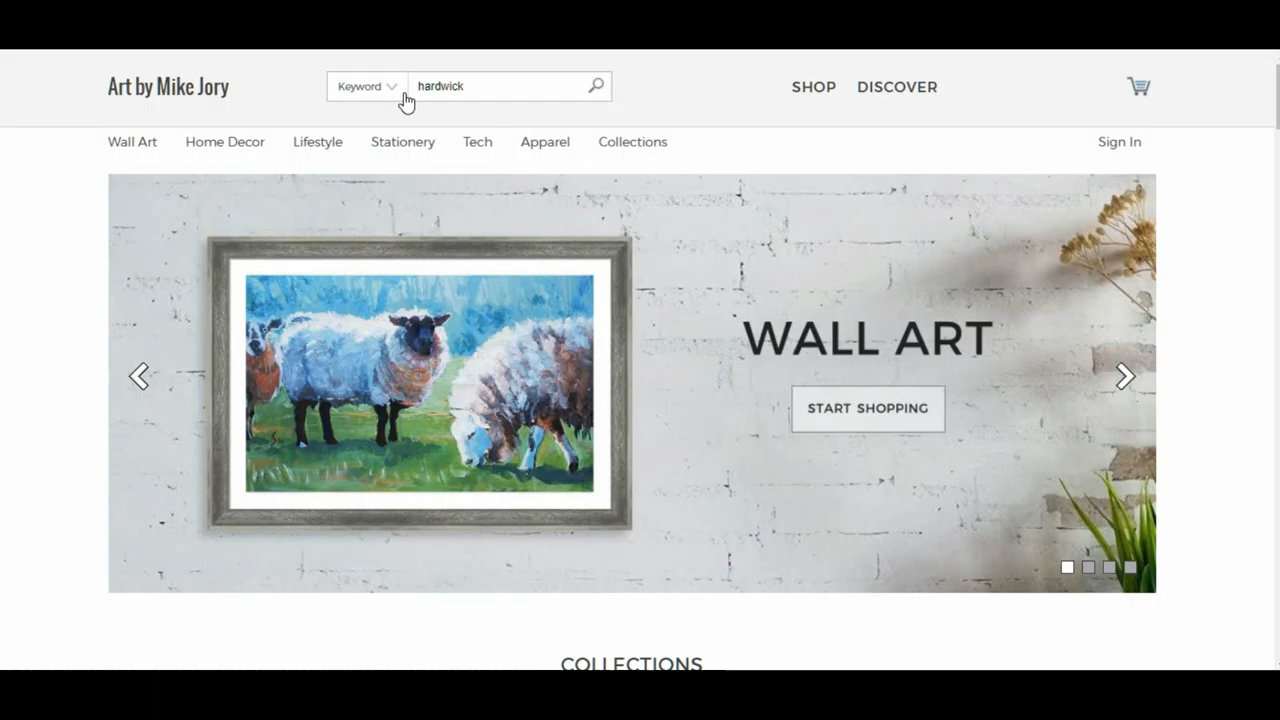 Art by Mike Jory
Keyword hardwick
SHOP DISCOVER
Wall Art Home Decor Lifestyle Stationery Tech Apparel Collections Sign In
WALL ART
START SHOPPING
COLLECTIONS